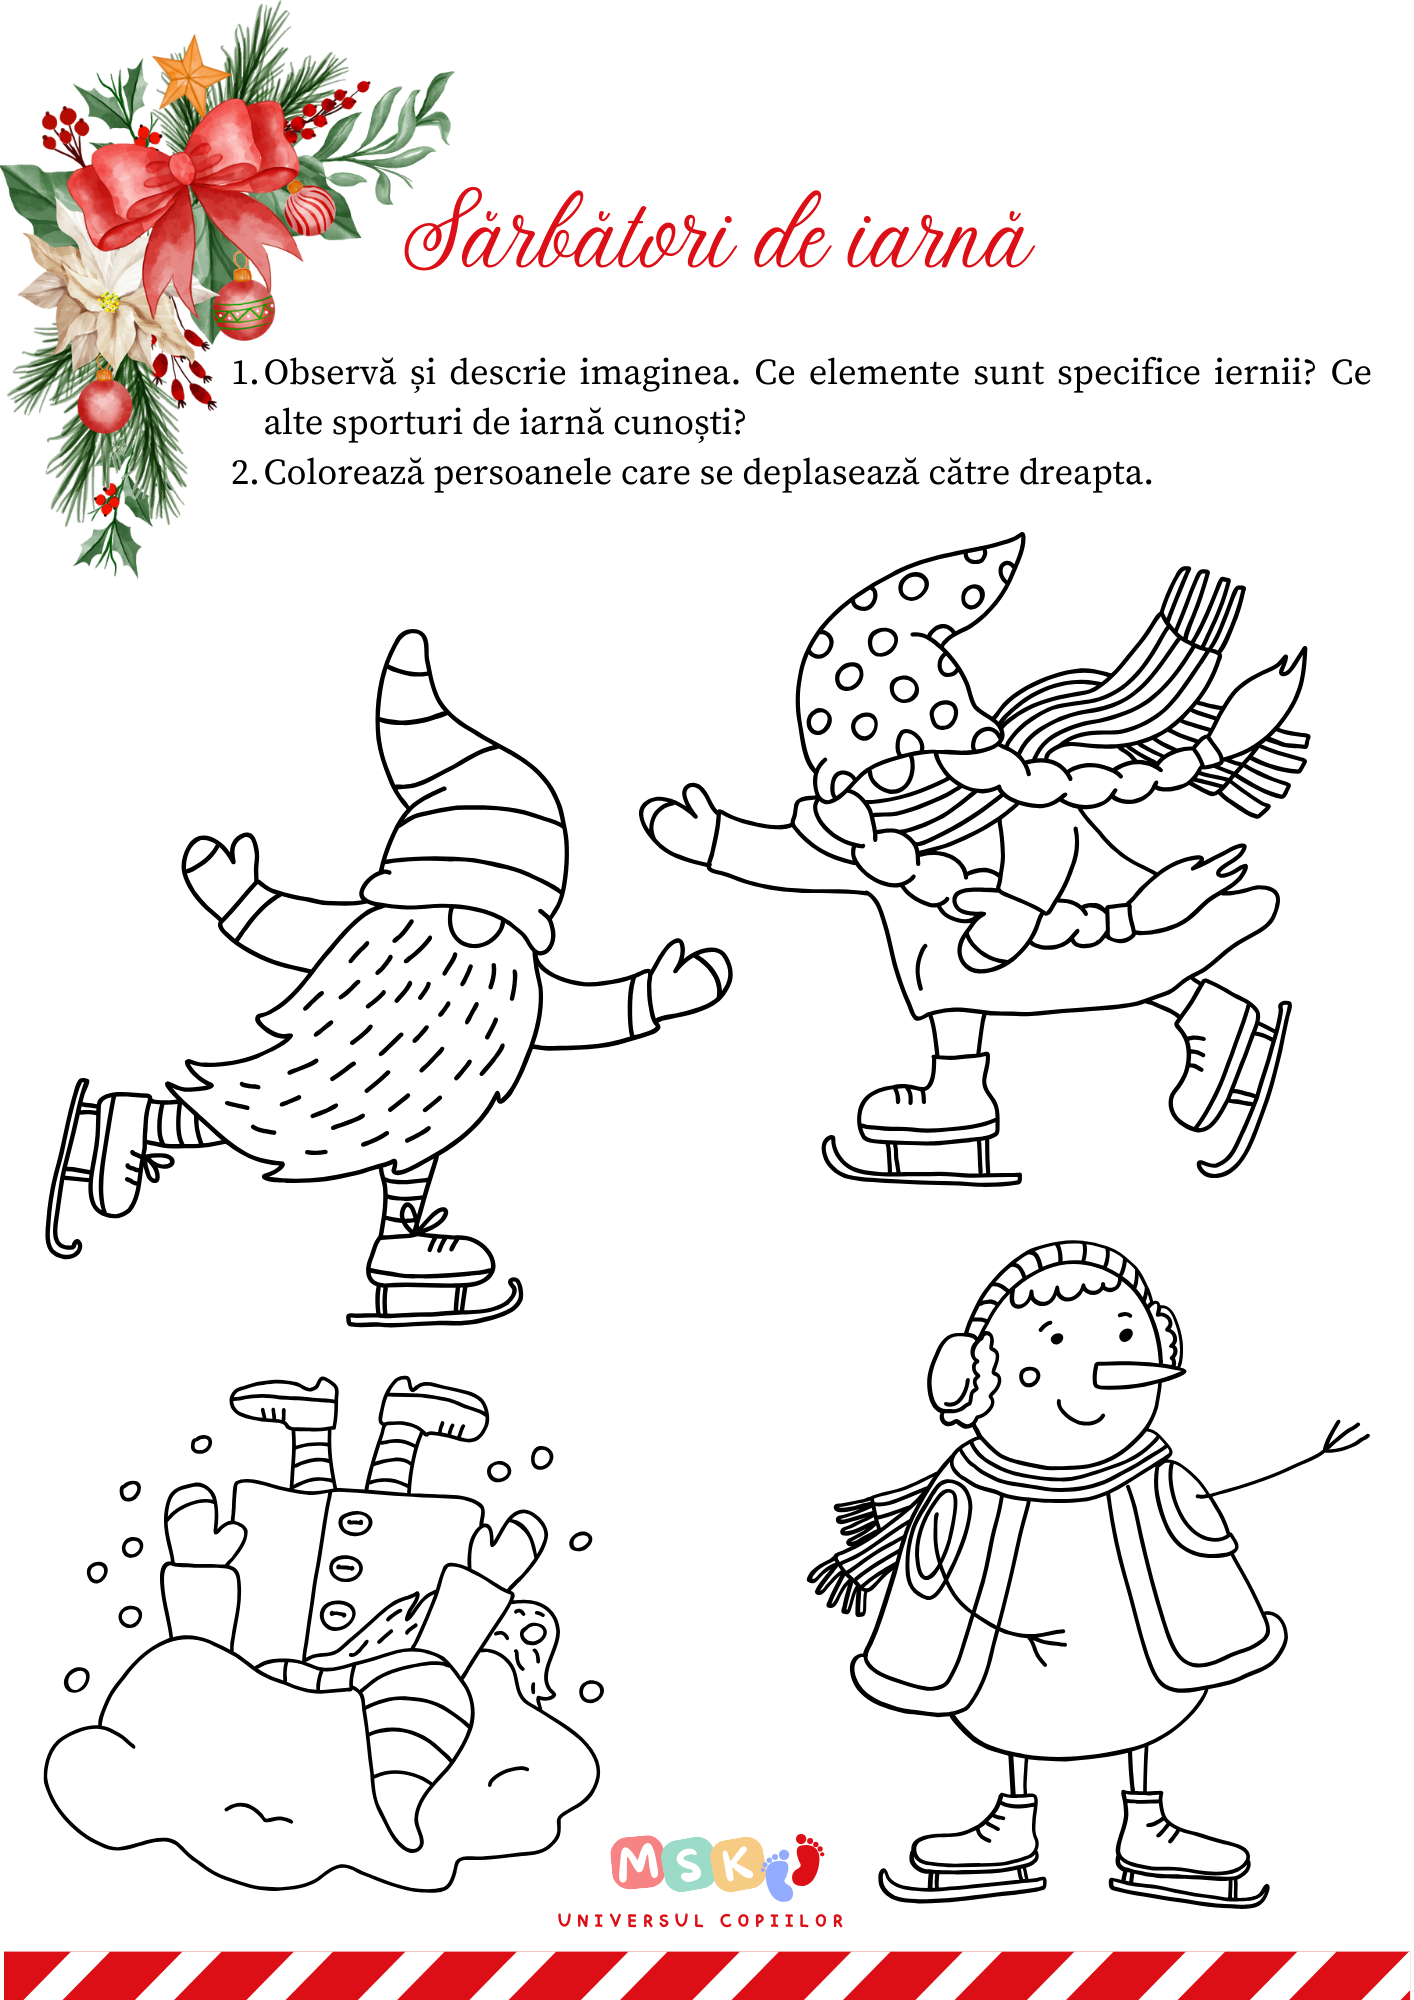 Sărbători de iarnă
1. Observă și descrie imaginea. Ce elemente sunt specifice iernii? Ce
alte sporturi de iarnă cunoști?
2. Colorează persoanele care se deplasează către dreapta.
MSK
UNIVERSUL COPIILOR